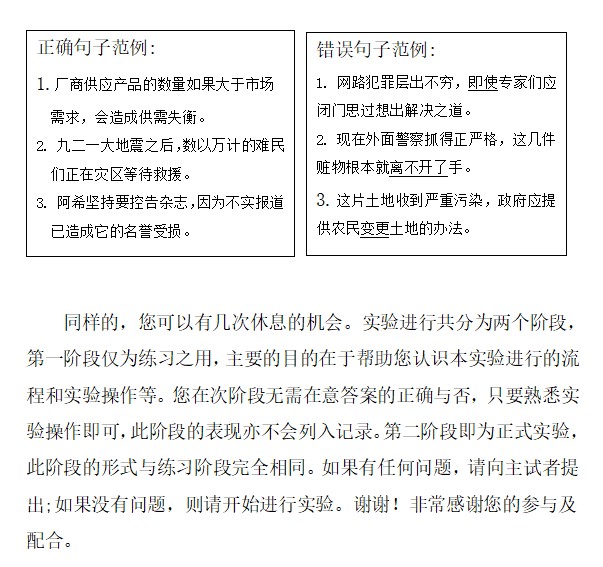 正确句子范例:
1. 厂商供应产品的数量如果大于市场
需求，会造成供需失衡。
2. 九二一大地震之后,数以万计的难民
们正在灾区等待救援。
3. 阿希坚持要控告杂志,因为不实报道
已造成它的名誉受损。
错误句子范例:
1. 网路犯罪层出不穷，即使专家们应
闭门思过想出解决之道。
2. 现在外面警察抓得正严格，这几件
赃物根本就离不开了手。
3. 这片土地收到严重污染，政府应提
供农民变更土地的办法。
同样的，您可以有几次休息的机会。实验进行共分为两个阶段，
第一阶段仅为练习之用,主要的目的在于帮助您认识本实验进行的流
程和实验操作等。您在次阶段无需在意答案的正确与否，只要熟悉实
验操作即可,此阶段的表现亦不会列入记录。第二阶段即为正式实验，
此阶段的形式与练习阶段完全相同。如果有任何问题，请向主试者提
出;如果没有问题，则请开始进行实验。谢谢！非常感谢您的参与及
配合。